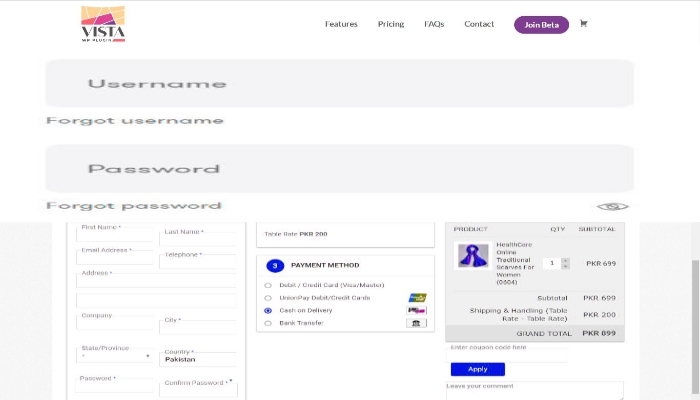 VISTA
WP PLUGIN
Features
Pricing
FAQs
Contact
Join Beta
Username
Forgot username
Password
Forgot password
First Name *
Last Name *
Email Address *
Telephone *
Address *
Company
City *
State/Province
*
Country *
Pakistan
Password *
Confirm Password *
Table Rate PKR 200
3 PAYMENT METHOD
Debit / Credit Card (Visa/Master)
UnionPay Debit/Credit Cards
Cash on Delivery
Bank Transfer
PRODUCT QTY SUBTOTAL
HealthCare
Online
Traditional
Scarves For
Women
(0604)
1
PKR 699
Subtotal PKR 699
Shipping & Handling (Table
Rate - Table Rate) PKR 200
GRAND TOTAL PKR 899
Enter coupon code here
Apply
Leave your comment